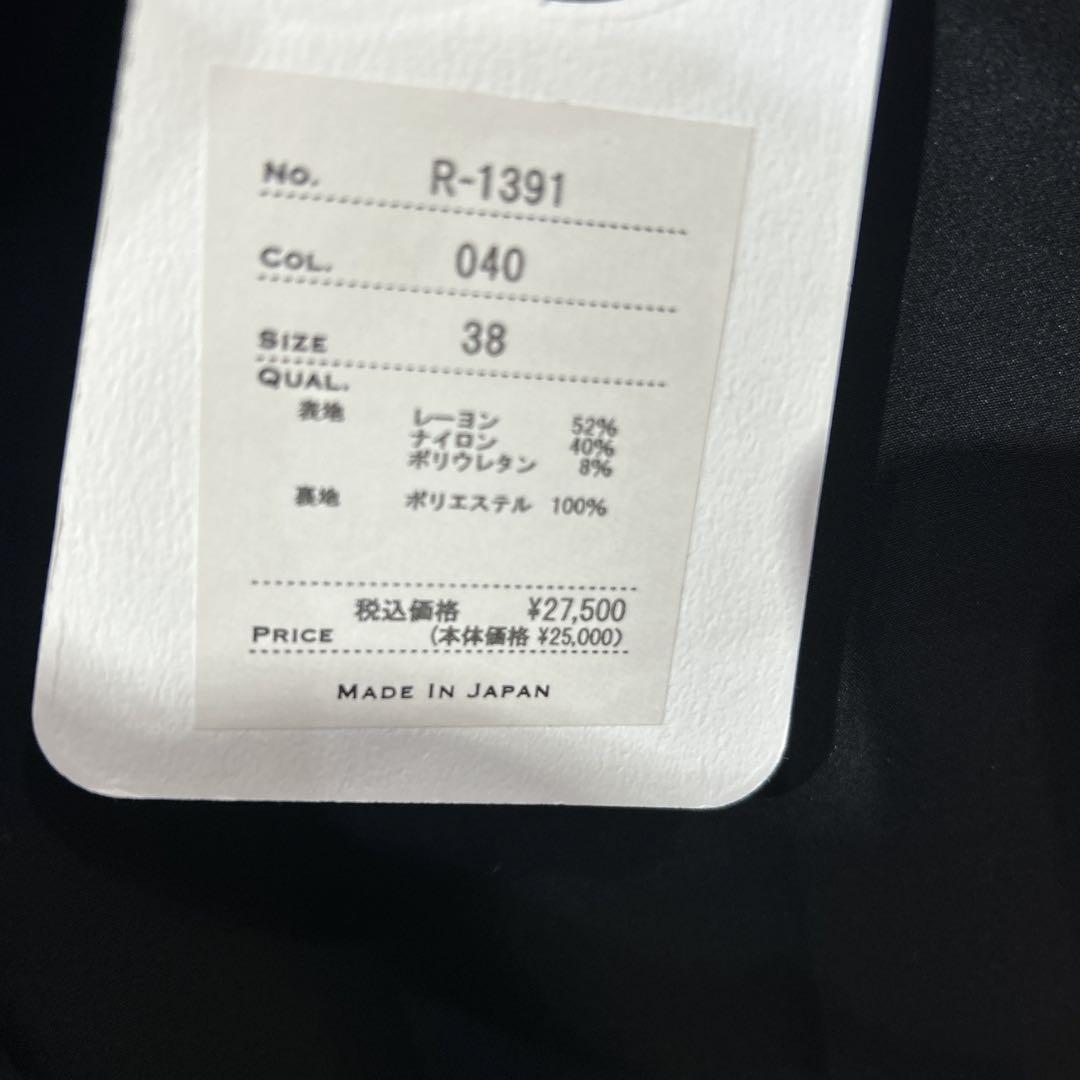 No. R-1391
COL. 040
SIZE 38
QUAL.
表地 レーヨン 52%
ナイロン 40%
ポリウレタン 8%
裏地 ポリエステル 100%
税込価格 ¥27,500
PRICE (本体価格 ¥25,000)
MADE IN JAPAN